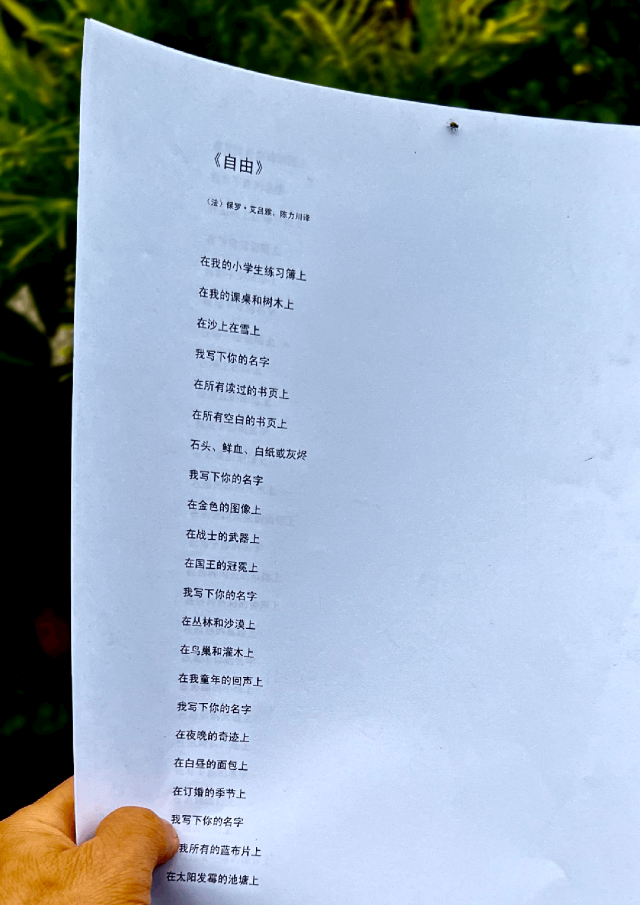 《自由》
（法）保罗·艾吕雅、陈力川译
在我的小学生练习簿上
在我的课桌和树木上
在沙上在雪上
我写下你的名字
在所有读过的书页上
在所有空白的书页上
石头、鲜血、白纸或灰烬
我写下你的名字
在金色的图像上
在战士的武器上
在国王的冠冕上
我写下你的名字
在丛林和沙漠上
在鸟巢和灌木上
在我童年的回声上
我写下你的名字
在夜晚的奇迹上
在白昼的面包上
在订婚的季节上
我写下你的名字
我所有的蓝布片上
在太阳发霉的池塘上